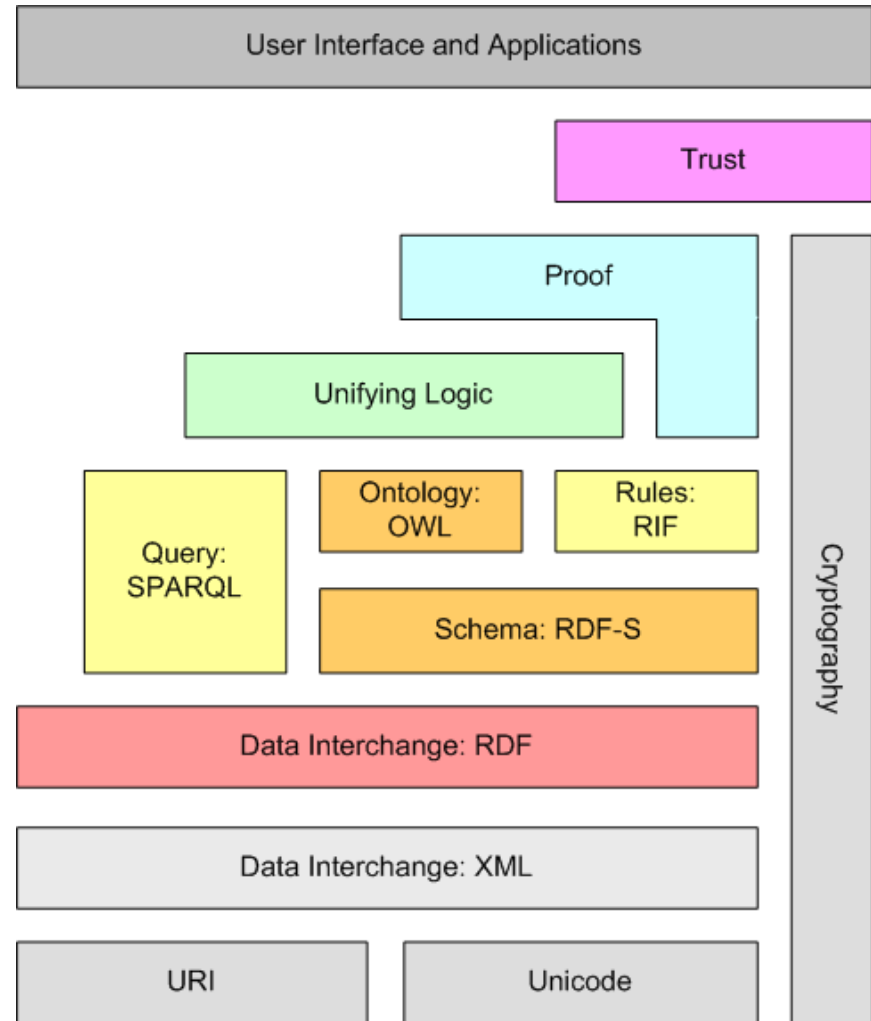 User Interface and Applications
Trust
Proof
Unifying Logic
Query:
SPARQL
Ontology:
OWL
Rules:
RIF
Schema: RDF-S
Cryptography
Data Interchange: RDF
Data Interchange: XML
URI
Unicode